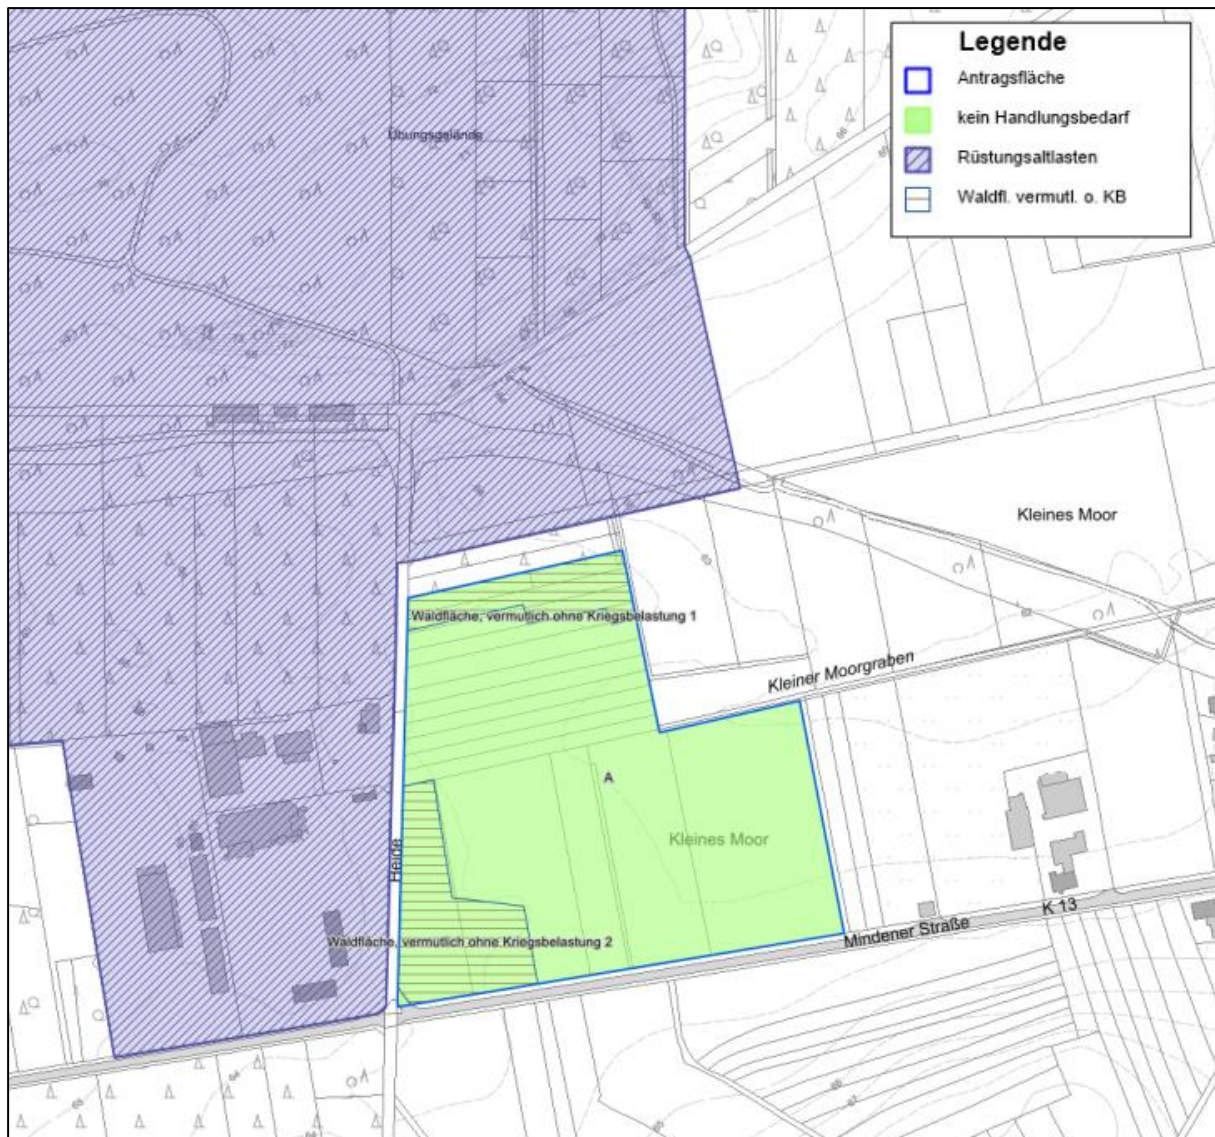 Legende
Antragsfläche
kein Handlungsbedarf
Rüstungsaltlasten
Waldfl. vermutl. o. KB
Übungsgelände
Kleines Moor
Waldfläche, vermutlich ohne Kriegsbelastung 1
Kleiner Moorgraben
A
Kleines Moor
Heide
Waldfläche, vermutlich ohne Kriegsbelastung 2
Mindener Straße
K 13